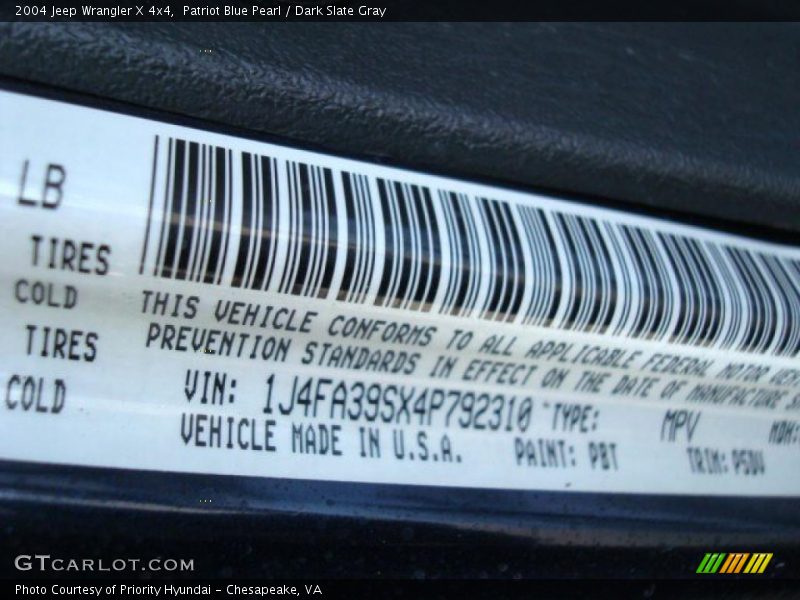 2004 Jeep Wrangler X 4x4,  Patriot Blue Pearl / Dark Slate Gray
LB
TIRES
COLD
TIRES
COLD
THIS VEHICLE CONFORMS TO ALL APPLICABLE FEDERAL MOTOR
PREVENTION STANDARDS IN EFFECT ON THE DATE OF MANUFACTURE
VIN: 1J4FA39SX4P792310 TYPE: MPV MDH:
VEHICLE MADE IN U.S.A. PAINT: PBT TRIM:
GTCARLOT.COM
Photo Courtesy of Priority Hyundai - Chesapeake, VA